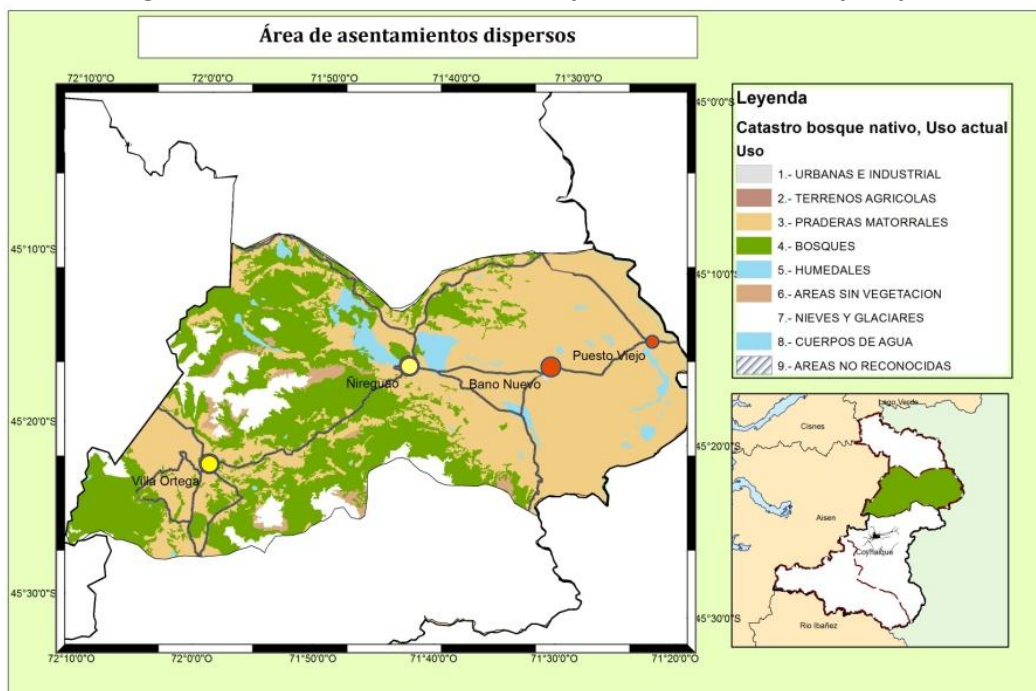 Área de asentamientos dispersos
72°10'0"O
72°0'0"O
71°50'0"O
71°40'0"O
71°30'0"O
45°0'0"S
45°10'0"S
45°10'0"S
45°20'0"S
45°20'0"S
45°30'0"S
45°30'0"S
Ñireguao
Bano Nuevo
Puesto Viejo
Villa Ortega
72°10'0"O
72°0'0"O
71°50'0"O
71°40'0"O
71°30'0"O
71°20'0"O
Leyenda
Catastro bosque nativo, Uso actual
Uso
1.- URBANAS E INDUSTRIAL
2.- TERRENOS AGRICOLAS
3.- PRADERAS MATORRALES
4.- BOSQUES
5.- HUMEDALES
6.- AREAS SIN VEGETACION
7.- NIEVES Y GLACIARES
8.- CUERPOS DE AGUA
9.- AREAS NO RECONOCIDAS
Lago Verde
Cisnes
Aisen
Coyhaique
Rio Ibañez